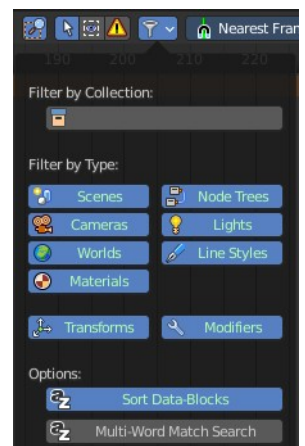 Nearest Fran
190 200 210 220
Filter by Collection:
Filter by Type:
Scenes Node Trees
Cameras Lights
Worlds Line Styles
Materials
Transforms Modifiers
Options:
Sort Data-Blocks
Multi-Word Match Search